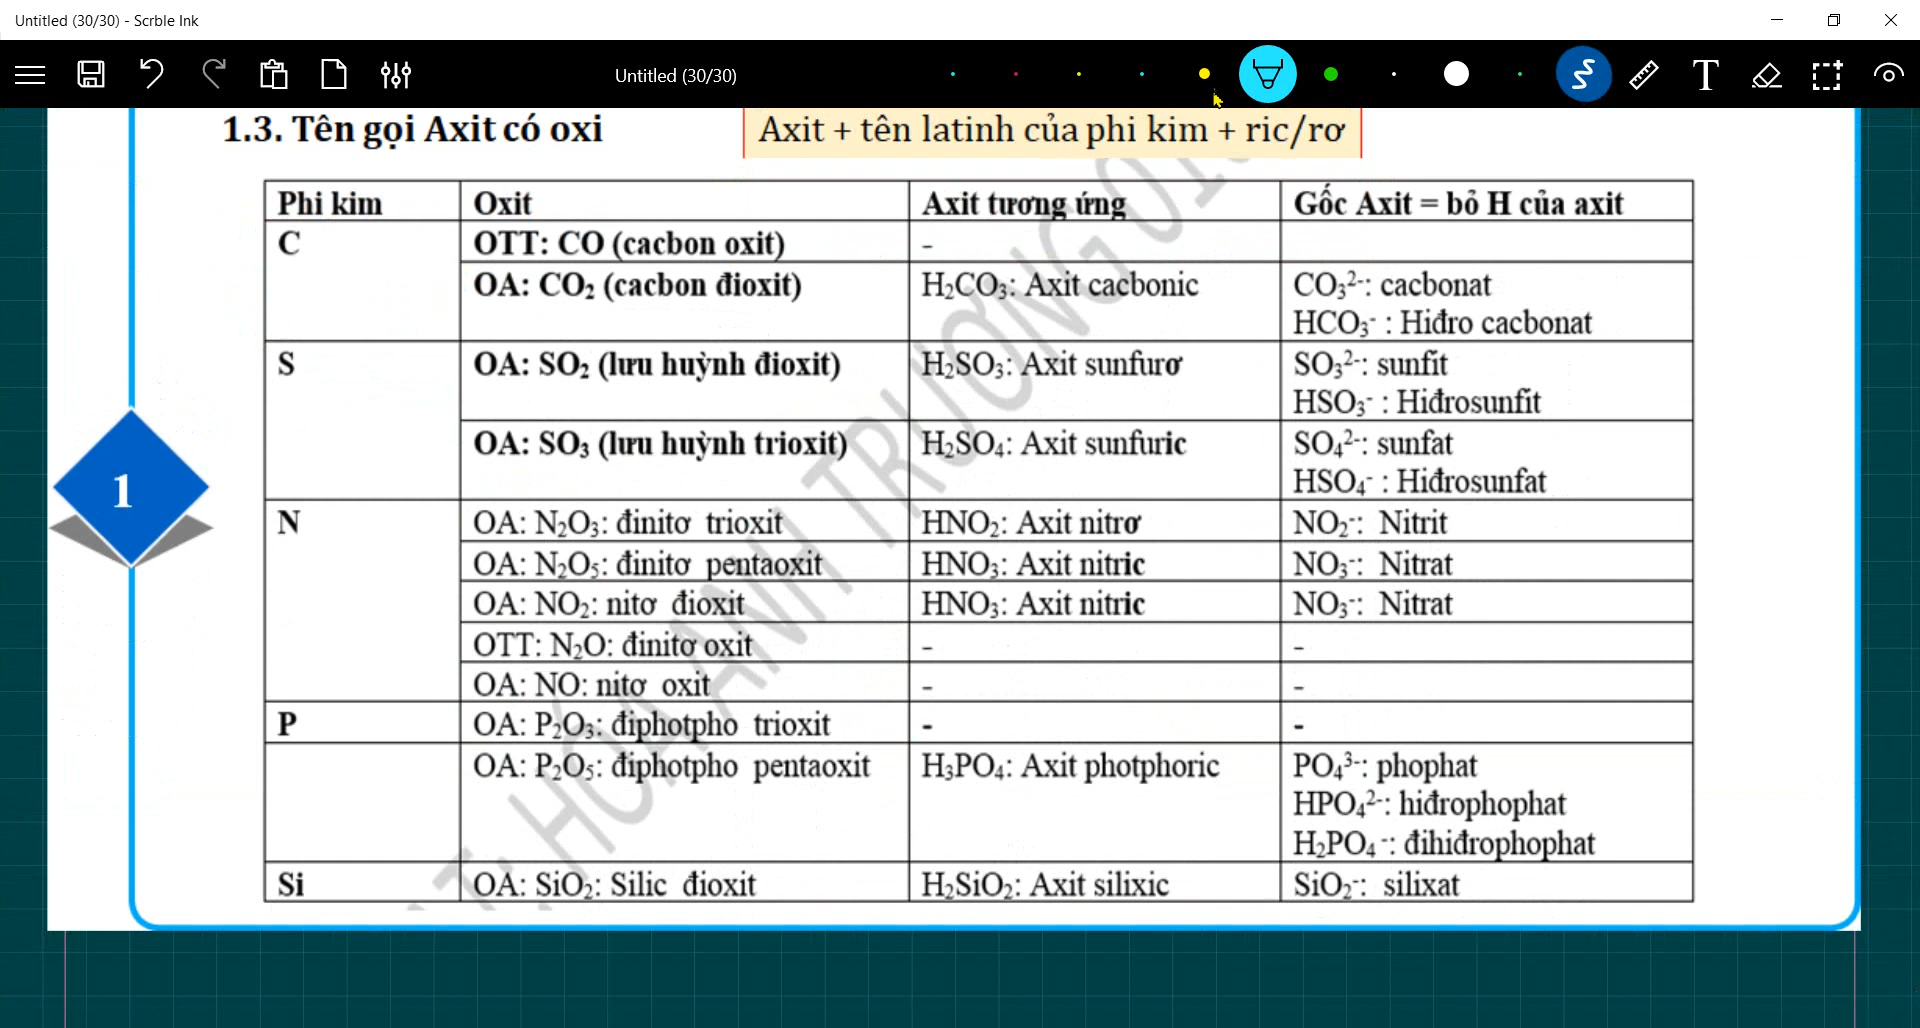 Untitled (30/30) - Scrble Ink
Untitled (30/30)
T
1.3. Tên gọi Axit có oxi
Axit + tên latinh của phi kim + ric/rơ
Phi kim Oxit Axit tương ứng Gốc Axit = bỏ H của axit
C OTT: CO (cacbon oxit) -
OA: CO₂ (cacbon đioxit) H₂CO₃: Axit cacbonic CO₃²⁻: cacbonat
HCO₃⁻ : Hiđro cacbonat
S OA: SO₂ (lưu huỳnh đioxit) H₂SO₃: Axit sunfurơ SO₃²⁻: sunfit
HSO₃⁻ : Hiđrosunfit
OA: SO₃ (lưu huỳnh trioxit) H₂SO₄: Axit sunfuric SO₄²⁻: sunfat
HSO₄⁻ : Hiđrosunfat
1
N OA: N₂O₃: đinitơ trioxit HNO₂: Axit nitrơ NO₂⁻: Nitrit
OA: N₂O₅: đinitơ pentaoxit HNO₃: Axit nitric NO₃⁻: Nitrat
OA: NO₂: nitơ đioxit HNO₃: Axit nitric NO₃⁻: Nitrat
OTT: N₂O: đinitơ oxit - -
OA: NO: nitơ oxit - -
P OA: P₂O₃: điphotpho trioxit - -
OA: P₂O₅: điphotpho pentaoxit H₃PO₄: Axit photphoric PO₄³⁻: phophat
HPO₄²⁻: hiđrophophat
H₂PO₄⁻: đihiđrophophat
Si OA: SiO₂: Silic đioxit H₂SiO₂: Axit silixic SiO₂⁻: silixat
HÓA ANH TRƯƠNG